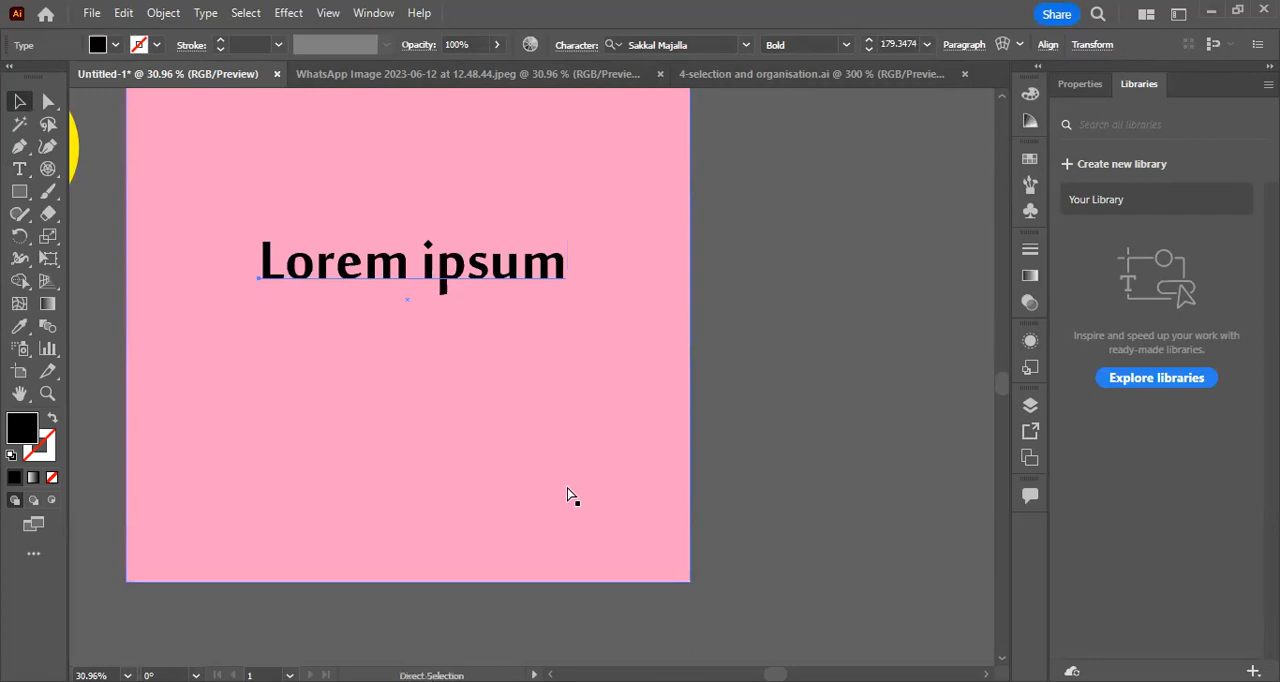 Ai File Edit Object Type Select Effect View Window Help Share
Type Stroke: Opacity: 100% Character: Sakkal Majalla Bold 179.3474 Paragraph Align Transform
Untitled-1* @ 30.96 % (RGB/Preview) × WhatsApp Image 2023-06-12 at 12.48.44.jpeg @ 30.96 % (RGB/Previe... × 4-selection and organisation.ai @ 300 % (RGB/Preview... ×
Properties Libraries
Search all libraries
Create new library
Your Library
Lorem ipsum
Inspire and speed up your work with
ready-made libraries.
Explore libraries
30.96% 0° 1 Direct Selection